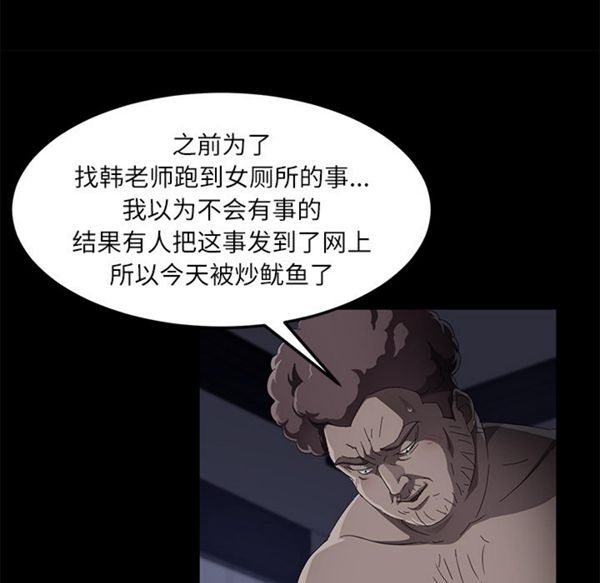 之前为了
找韩老师跑到女厕所的事...
我以为不会有事的
结果有人把这事发到了网上
所以今天被炒鱿鱼了